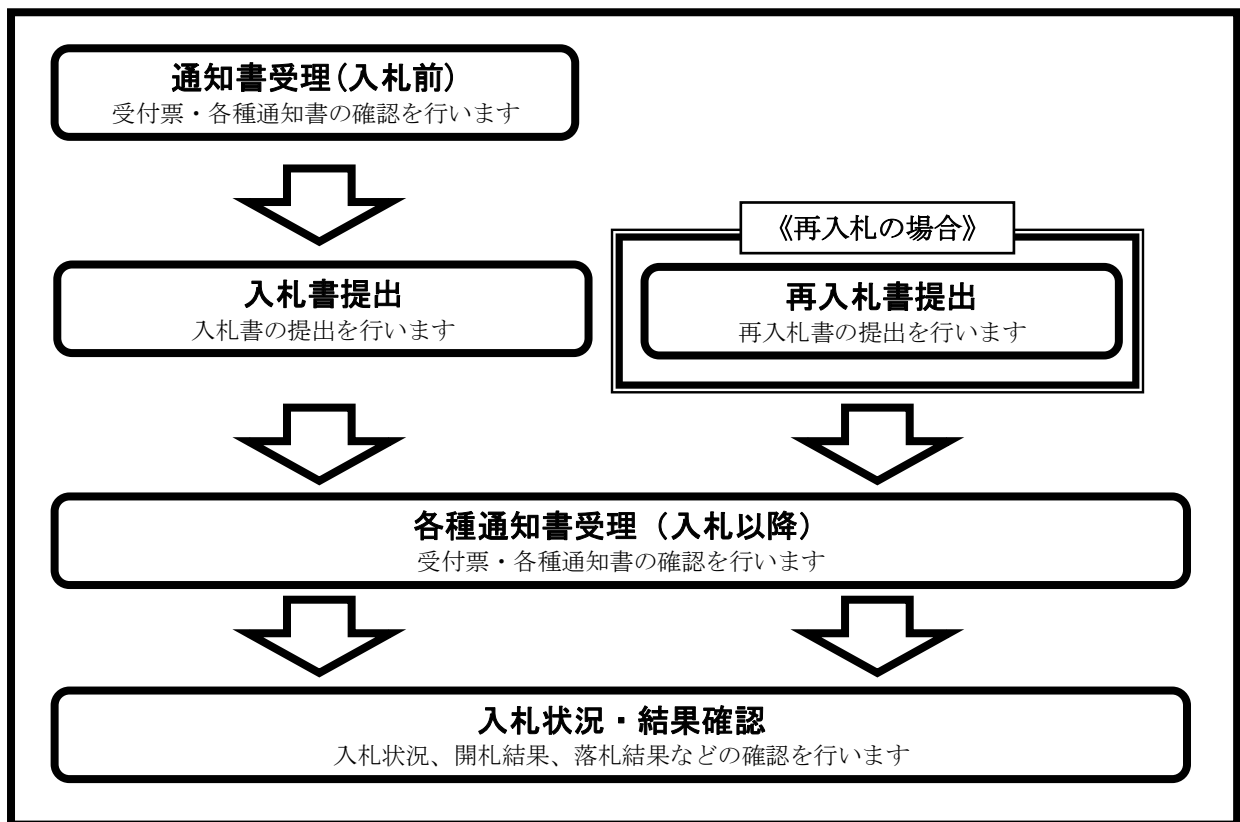 通知書受理（入札前）
受付票・各種通知書の確認を行います
《再入札の場合》
入札書提出
入札書の提出を行います
再入札書提出
再入札書の提出を行います
各種通知書受理（入札以降）
受付票・各種通知書の確認を行います
入札状況・結果確認
入札状況、開札結果、落札結果などの確認を行います